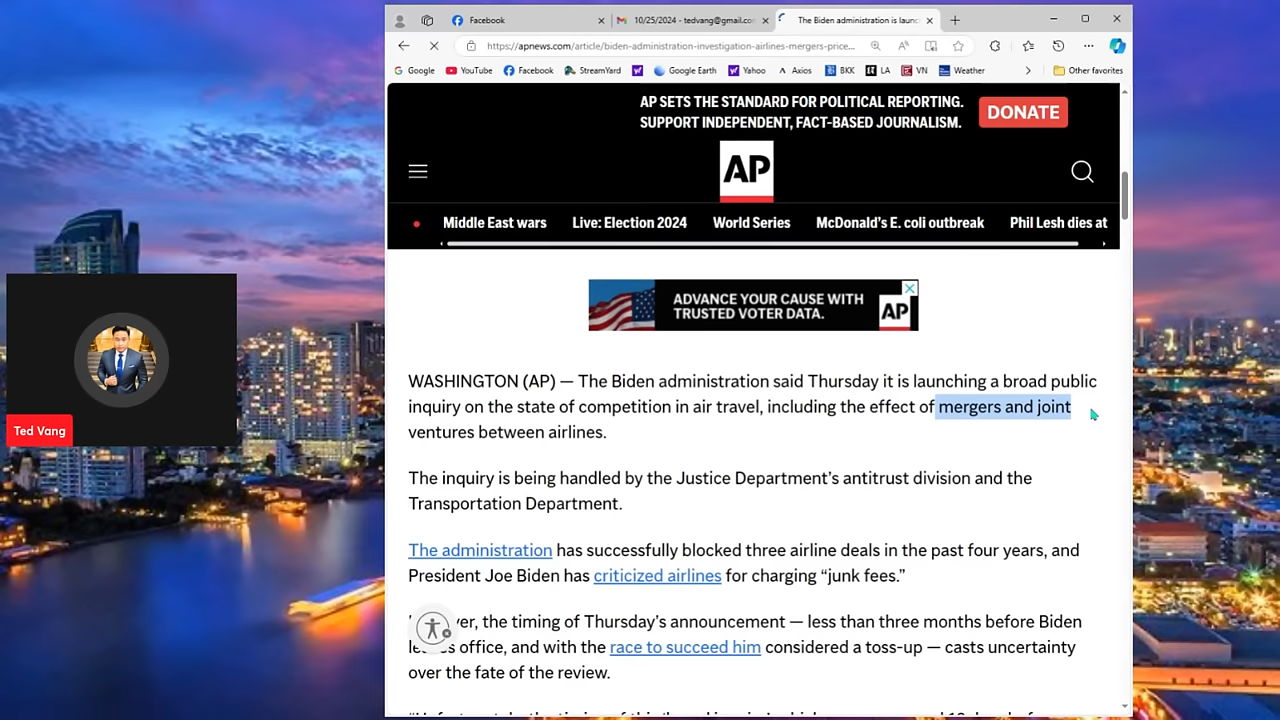 Facebook
10/25/2024 - tedvang@gmail.co
The Biden administration is launc
https://apnews.com/article/biden-administration-investigation-airlines-mergers-price...
Google YouTube Facebook StreamYard Google Earth Yahoo Axios BKK LA VN Weather Other favorites
AP SETS THE STANDARD FOR POLITICAL REPORTING.
SUPPORT INDEPENDENT, FACT-BASED JOURNALISM.
DONATE
AP
Middle East wars Live: Election 2024 World Series McDonald's E. coli outbreak Phil Lesh dies at
ADVANCE YOUR CAUSE WITH
TRUSTED VOTER DATA.
AP
WASHINGTON (AP) — The Biden administration said Thursday it is launching a broad public
inquiry on the state of competition in air travel, including the effect of mergers and joint
ventures between airlines.
The inquiry is being handled by the Justice Department's antitrust division and the
Transportation Department.
The administration has successfully blocked three airline deals in the past four years, and
President Joe Biden has criticized airlines for charging “junk fees.”
the timing of Thursday's announcement — less than three months before Biden
office, and with the race to succeed him considered a toss-up — casts uncertainty
over the fate of the review.
Ted Vang